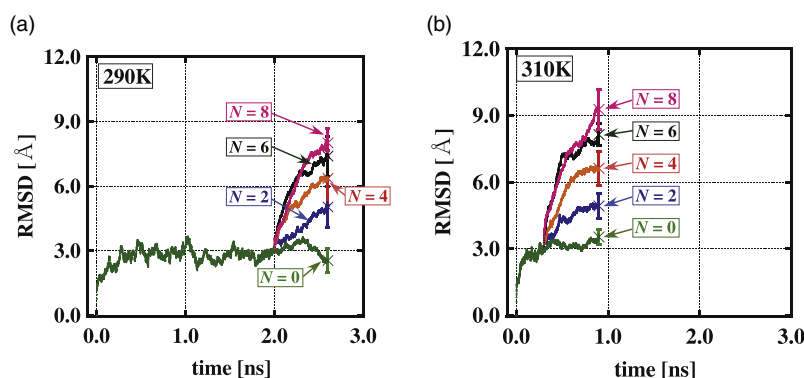 (a)
12.0
9.0
6.0
3.0
0.0
RMSD [Å]
290K
N = 8
N = 6
N = 2
N = 4
N = 0
0.0
1.0
2.0
3.0
time [ns]
(b)
12.0
9.0
6.0
3.0
0.0
RMSD [Å]
310K
N = 8
N = 6
N = 4
N = 2
N = 0
0.0
1.0
2.0
3.0
time [ns]